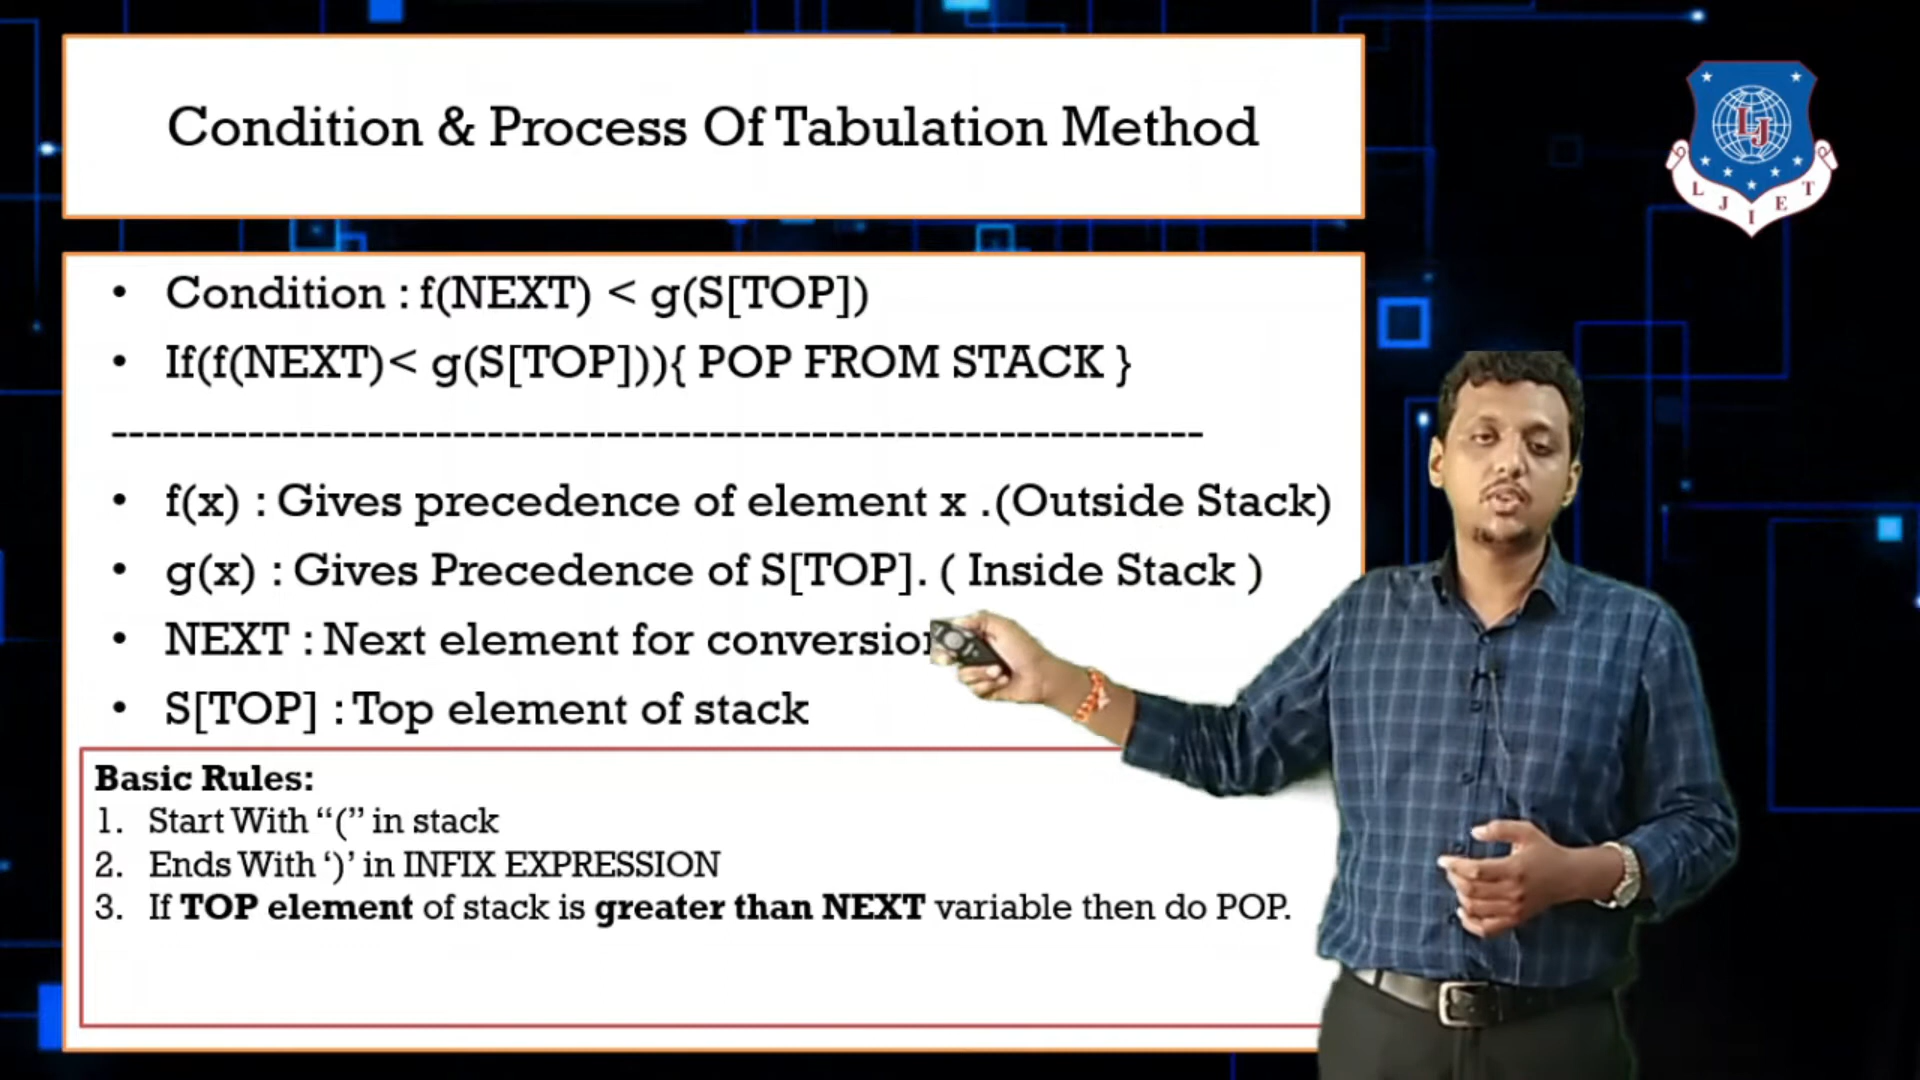 Condition & Process Of Tabulation Method
LJ
L J I E T
• Condition : f(NEXT) < g(S[TOP])
• If(f(NEXT)< g(S[TOP])){ POP FROM STACK }
-----------------------------------------------------------------
• f(x) : Gives precedence of element x .(Outside Stack)
• g(x) : Gives Precedence of S[TOP]. ( Inside Stack )
• NEXT : Next element for conversion
• S[TOP] : Top element of stack
Basic Rules:
1. Start With “(” in stack
2. Ends With ‘)’ in INFIX EXPRESSION
3. If TOP element of stack is greater than NEXT variable then do POP.